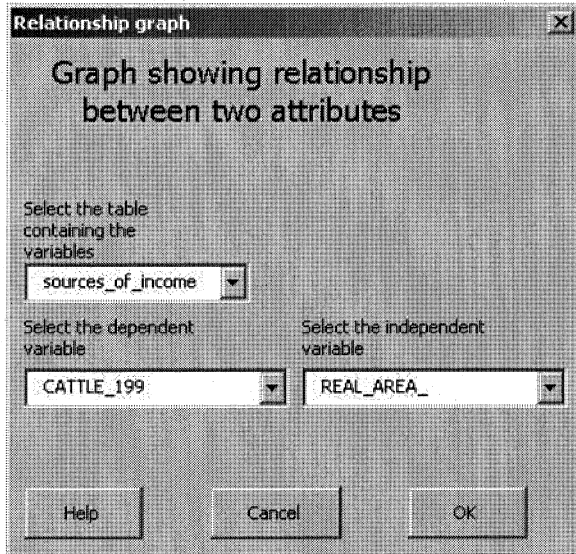 Relationship graph
Graph showing relationship
between two attributes
Select the table
containing the
variables
sources_of_income
Select the dependent
variable
CATTLE_199
Select the independent
variable
REAL_AREA_
Help
Cancel
OK